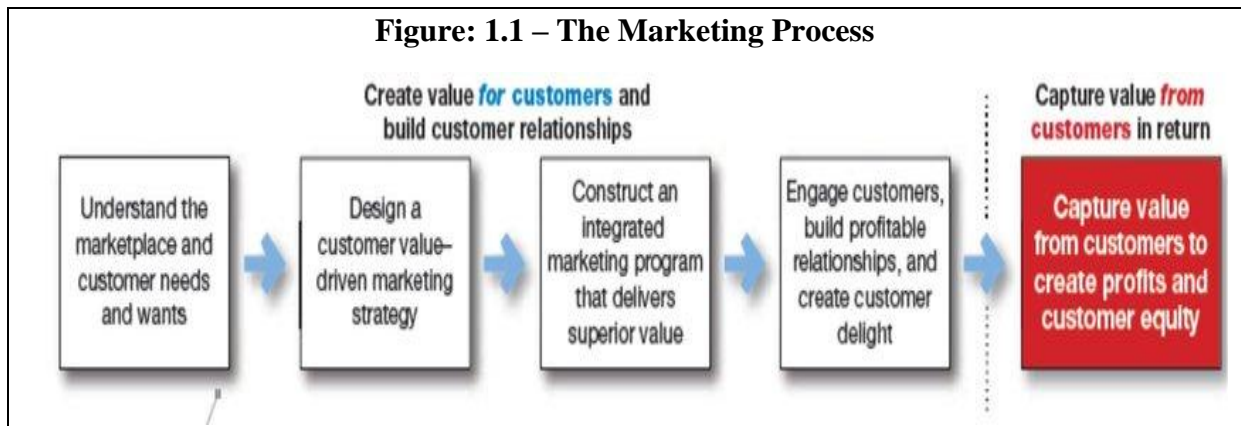 Figure: 1.1 – The Marketing Process
Create value for customers and
build customer relationships
Capture value from
customers in return
Understand the
marketplace and
customer needs
and wants
Design a
customer value–
driven marketing
strategy
Construct an
integrated
marketing program
that delivers
superior value
Engage customers,
build profitable
relationships, and
create customer
delight
Capture value
from customers to
create profits and
customer equity